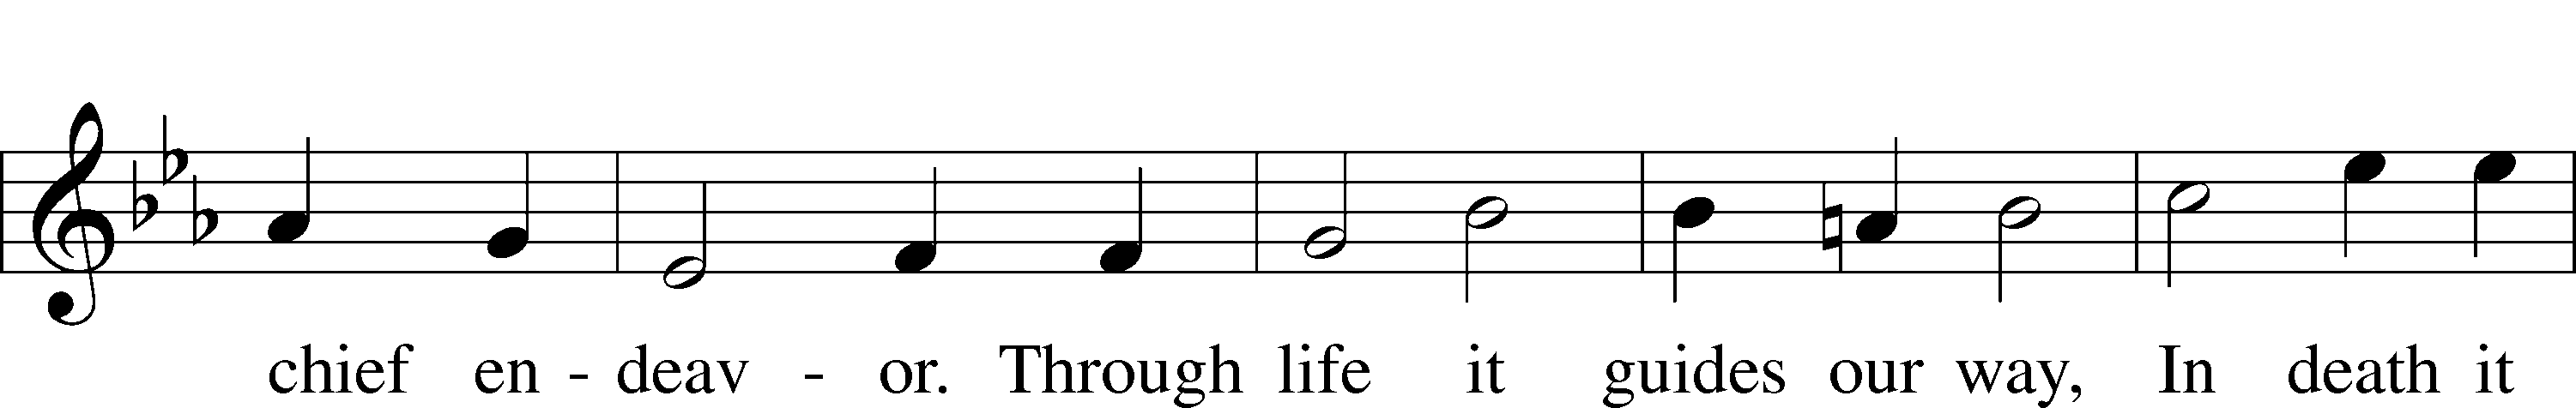 chief en - deav - or. Through life it guides our way, In death it